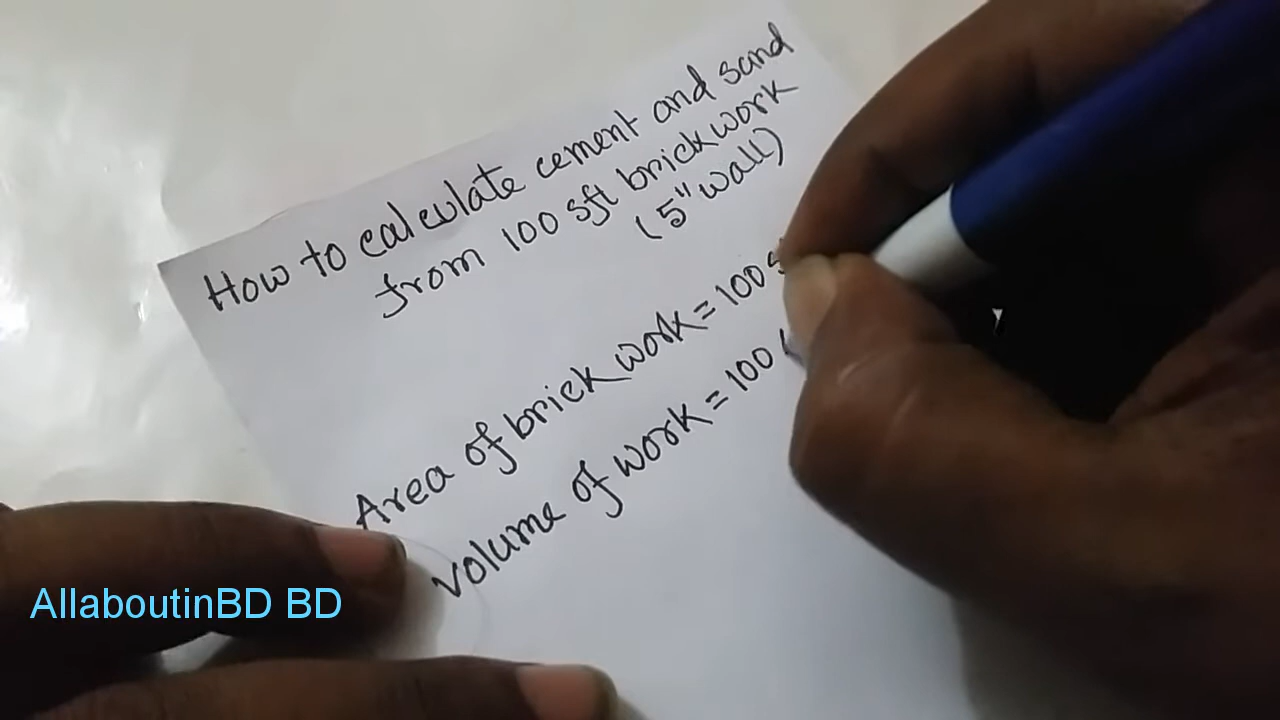 How to calculate cement and sand
from 100 sft brick work
(5" wall)
Area of brick work = 100 s
volume of work = 100
AllaboutinBD BD